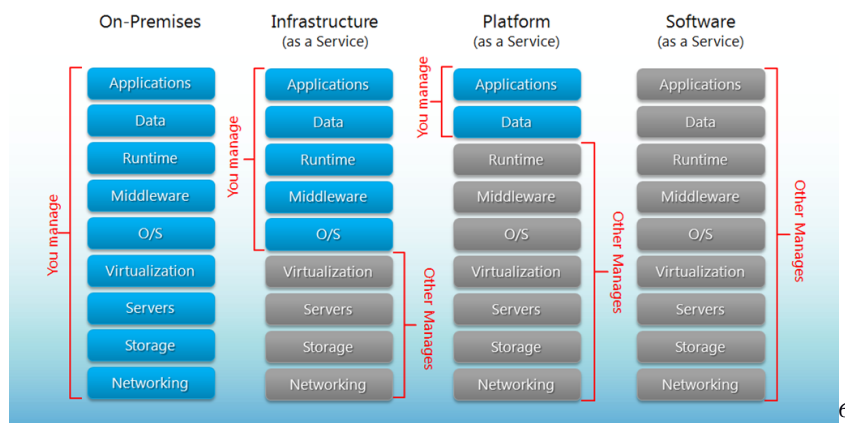 On-Premises
Infrastructure
(as a Service)
Platform
(as a Service)
Software
(as a Service)
You manage
Applications
Data
Runtime
Middleware
O/S
Virtualization
Servers
Storage
Networking
You manage
Applications
Data
Runtime
Middleware
O/S
Virtualization
Servers
Storage
Networking
Other Manages
You manage
Applications
Data
Runtime
Middleware
O/S
Virtualization
Servers
Storage
Networking
Other Manages
Applications
Data
Runtime
Middleware
O/S
Virtualization
Servers
Storage
Networking
Other Manages